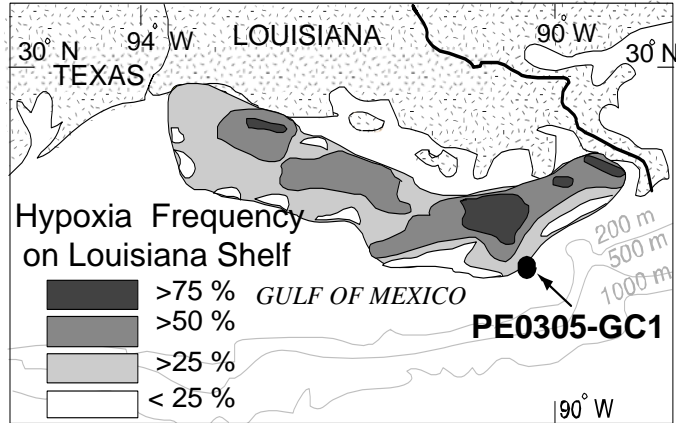 94° W
LOUISIANA
90° W
30° N
30° N
TEXAS
Hypoxia Frequency
on Louisiana Shelf
>75 %
>50 %
>25 %
< 25 %
GULF OF MEXICO
200 m
500 m
1000 m
PE0305-GC1
90° W